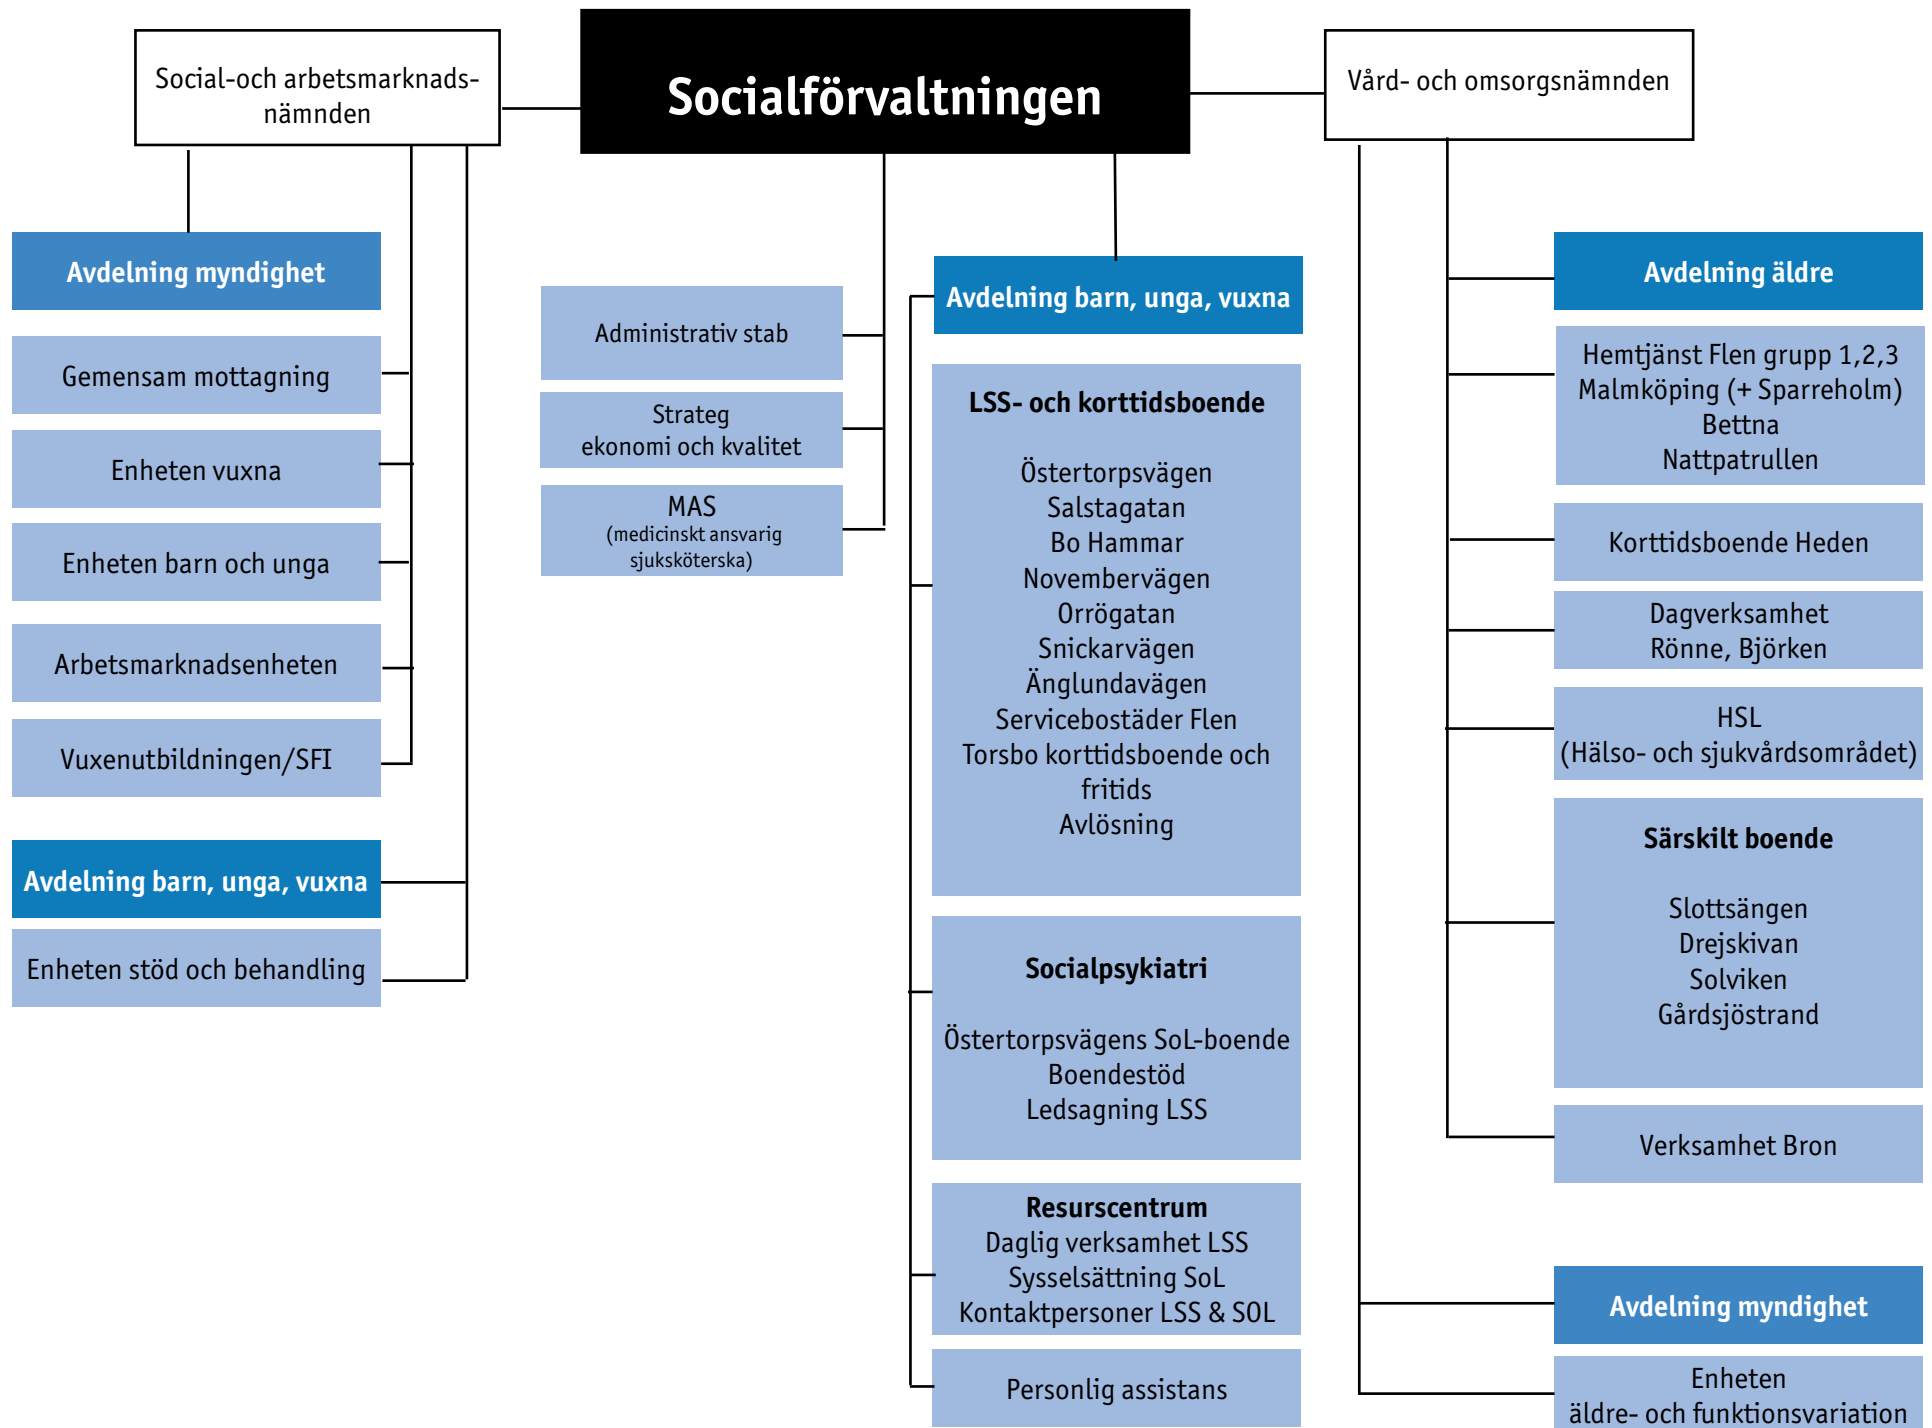 Socialförvaltningen
Social-och arbetsmarknads-
nämnden
Avdelning myndighet
Gemensam mottagning
Enheten vuxna
Enheten barn och unga
Arbetsmarknadsenheten
Vuxenutbildningen/SFI
Avdelning barn, unga, vuxna
Enheten stöd och behandling
Administrativ stab
Strateg
ekonomi och kvalitet
MAS
(medicinskt ansvarig
sjuksköterska)
Avdelning barn, unga, vuxna
LSS- och korttidsboende
Östertorpsvägen
Salstagatan
Bo Hammar
Novembervägen
Orrögatan
Snickarvägen
Änglundavägen
Servicebostäder Flen
Torsbo korttidsboende och
fritids
Avlösning
Socialpsykiatri
Östertorpsvägens SoL-boende
Boendestöd
Ledsagning LSS
Resurscentrum
Daglig verksamhet LSS
Sysselsättning SoL
Kontaktpersoner LSS & SOL
Personlig assistans
Vård- och omsorgsnämnden
Avdelning äldre
Hemtjänst Flen grupp 1,2,3
Malmköping (+ Sparreholm)
Bettna
Nattpatrullen
Korttidsboende Heden
Dagverksamhet
Rönne, Björken
HSL
(Hälso- och sjukvårdsområdet)
Särskilt boende
Slottsängen
Drejskivan
Solviken
Gårdsjöstrand
Verksamhet Bron
Avdelning myndighet
Enheten
äldre- och funktionsvariation